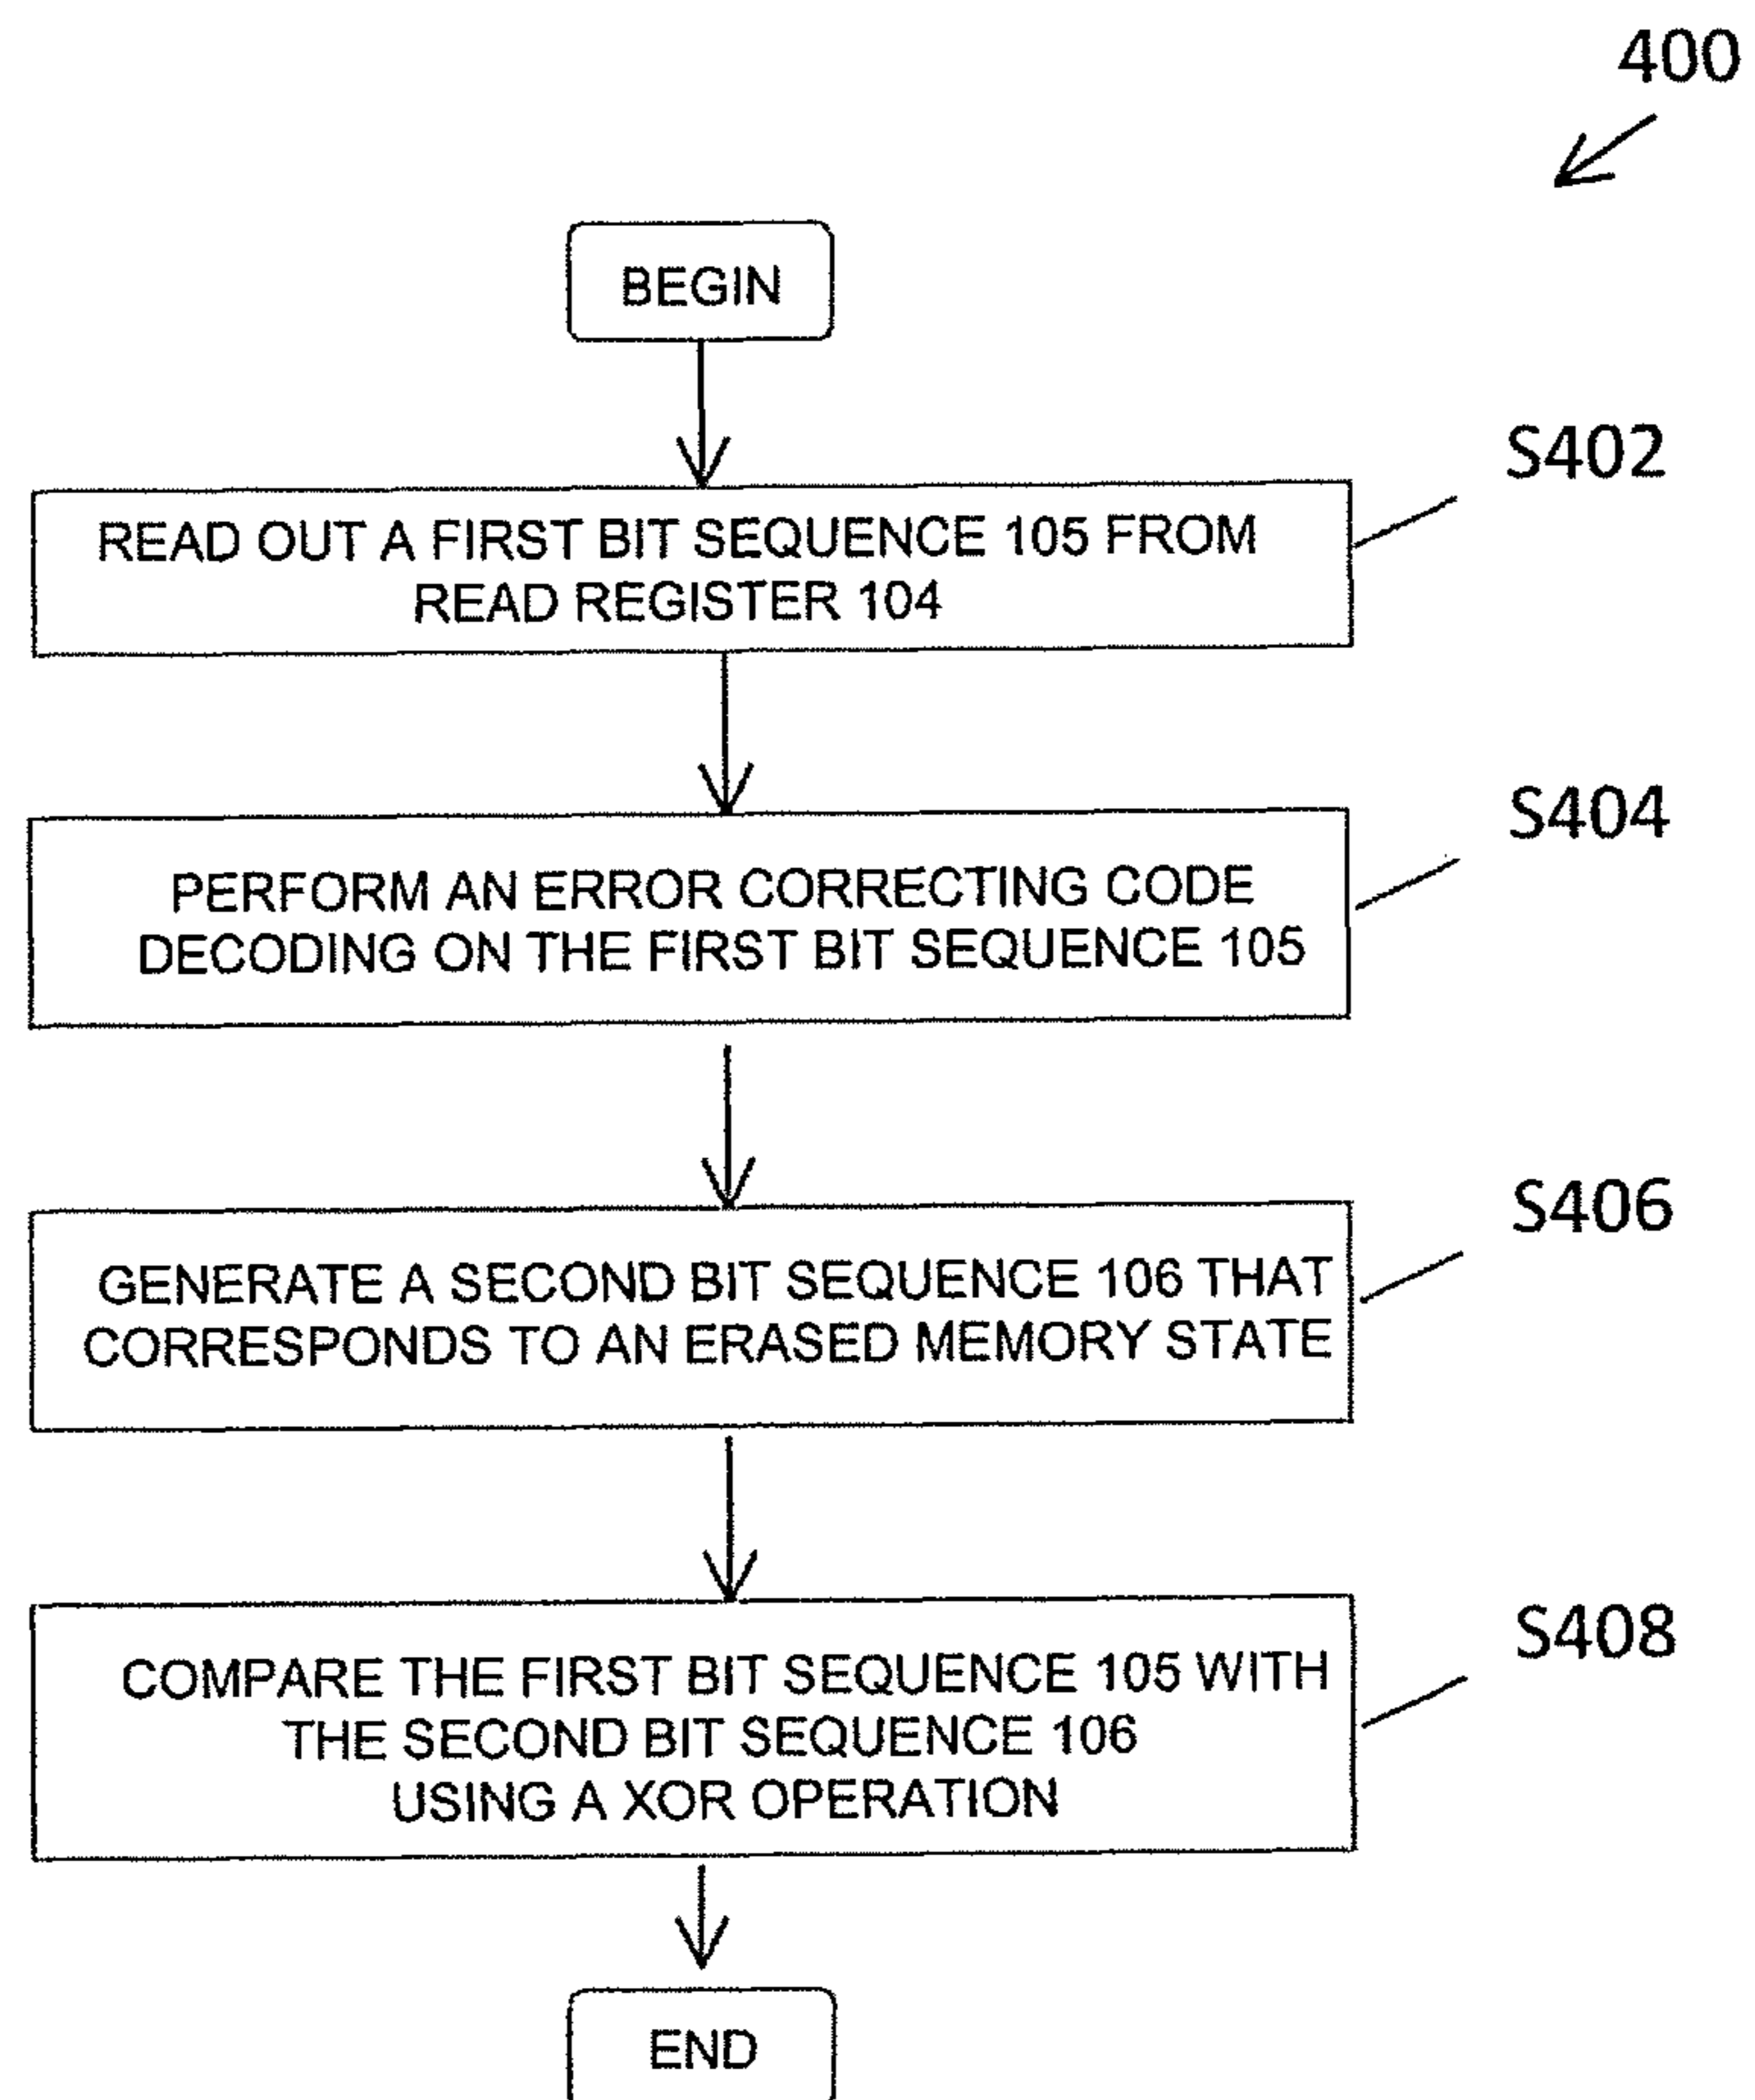 400
BEGIN
S402
READ OUT A FIRST BIT SEQUENCE 105 FROM
READ REGISTER 104
S404
PERFORM AN ERROR CORRECTING CODE
DECODING ON THE FIRST BIT SEQUENCE 105
S406
GENERATE A SECOND BIT SEQUENCE 106 THAT
CORRESPONDS TO AN ERASED MEMORY STATE
S408
COMPARE THE FIRST BIT SEQUENCE 105 WITH
THE SECOND BIT SEQUENCE 106
USING A XOR OPERATION
END